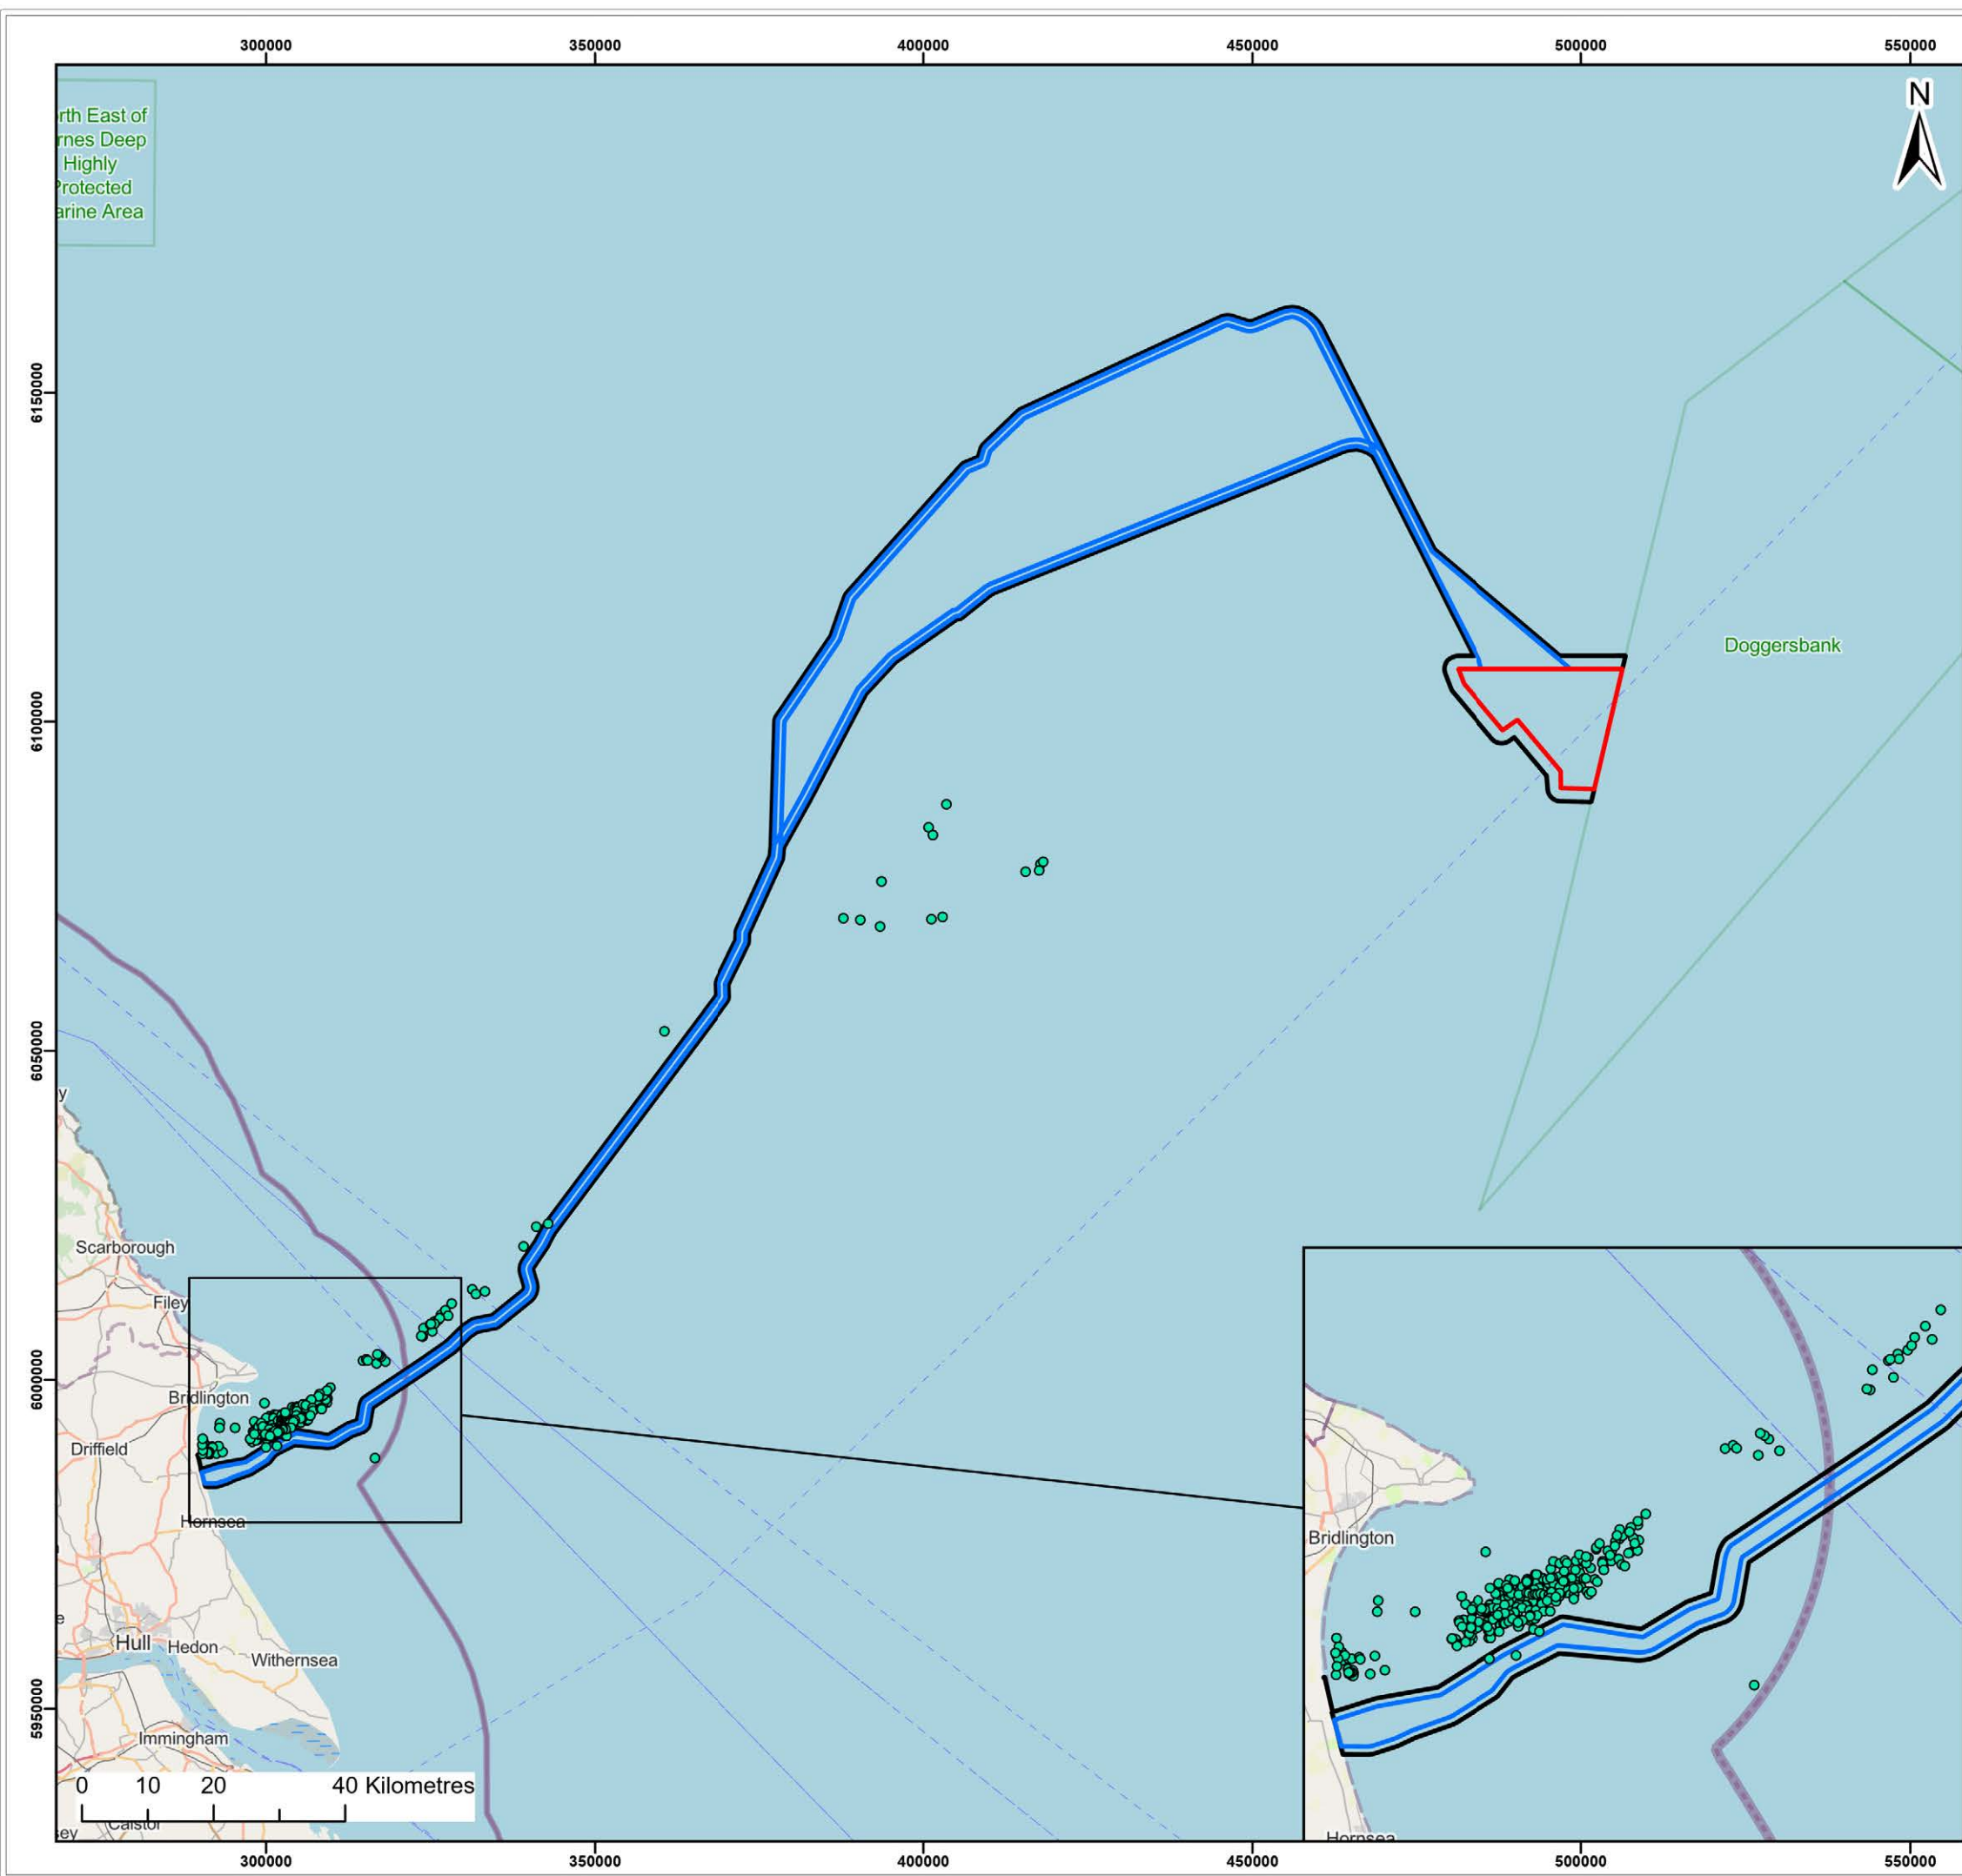 300000 350000 400000 450000 500000 550000
N
rth East of
rnes Deep
Highly
Protected
arine Area
6150000
Doggersbank
6100000
6050000
y
Scarborough
Filey
6000000
Bridlington
Driffield
Hornsea
Bridlington
Hull Hedon
Withernsea
5950000
Immingham
0 10 20 40 Kilometres
Caistor
sey
Hornsea
300000 350000 400000 450000 500000 550000